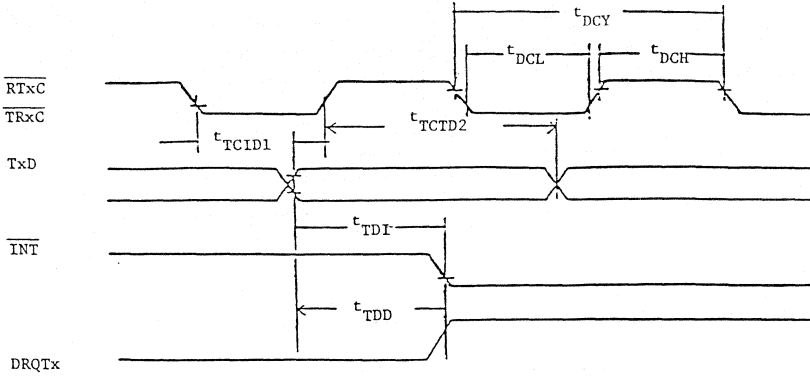 tDCY
tDCL
tDCH
RTxC
TRxC
tTCID1
tTCTD2
TxD
tTDI
INT
tTDD
DRQTx